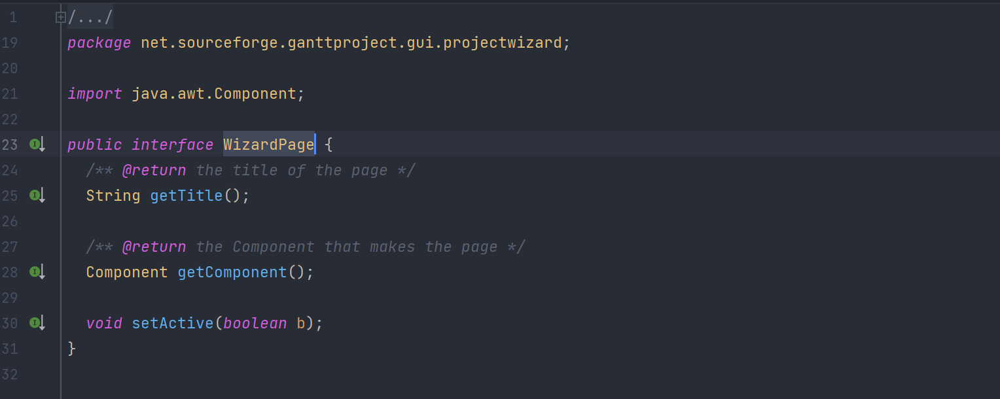 1 /.../
19 package net.sourceforge.ganttproject.gui.projectwizard;
20
21 import java.awt.Component;
22
23 public interface WizardPage {
24 /** @return the title of the page */
25 String getTitle();
26
27 /** @return the Component that makes the page */
28 Component getComponent();
29
30 void setActive(boolean b);
31 }
32